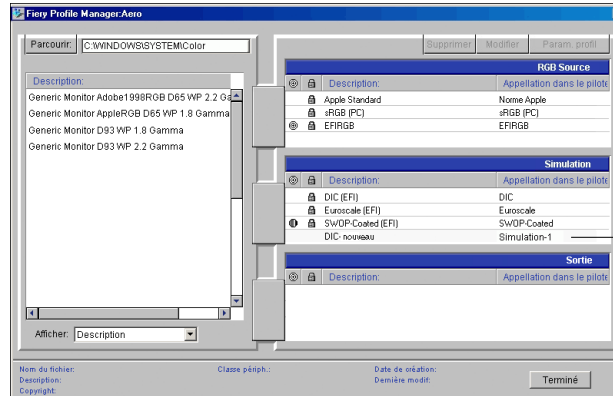 Fiery Profile Manager:Aero
Parcourir: C:\WINDOWS\SYSTEM\Color
Supprimer Modifier Param. profil
Description:
Generic Monitor Adobe1998RGB D65 WP 2.2 Ga
Generic Monitor AppleRGB D65 WP 1.8 Gamma
Generic Monitor D93 WP 1.8 Gamma
Generic Monitor D93 WP 2.2 Gamma
Afficher: Description
RGB Source
Description: Appellation dans le pilote
Apple Standard Norme Apple
sRGB (PC) sRGB (PC)
EFIRGB EFIRGB
Simulation
Description: Appellation dans le pilote
DIC (EFI) DIC
Euroscale (EFI) Euroscale
SWOP-Coated (EFI) SWOP-Coated
DIC- nouveau Simulation-1
Sortie
Description: Appellation dans le pilote
Nom du fichier: Classe périph.: Date de création:
Description: Dernière modif:
Copyright:
Terminé